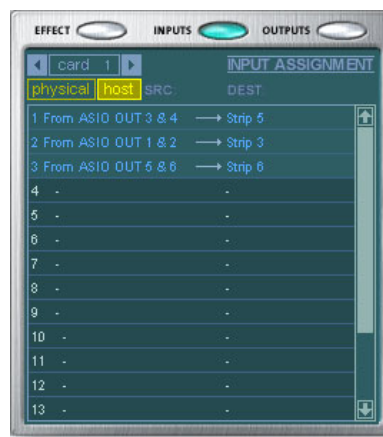 EFFECT INPUTS OUTPUTS
card 1 INPUT ASSIGNMENT
physical host SRC: DEST:
1 From ASIO OUT 3 & 4 → Strip 5
2 From ASIO OUT 1 & 2 → Strip 3
3 From ASIO OUT 5 & 6 → Strip 6
4 - -
5 - -
6 - -
7 - -
8 - -
9 - -
10 - -
11 - -
12 - -
13 - -